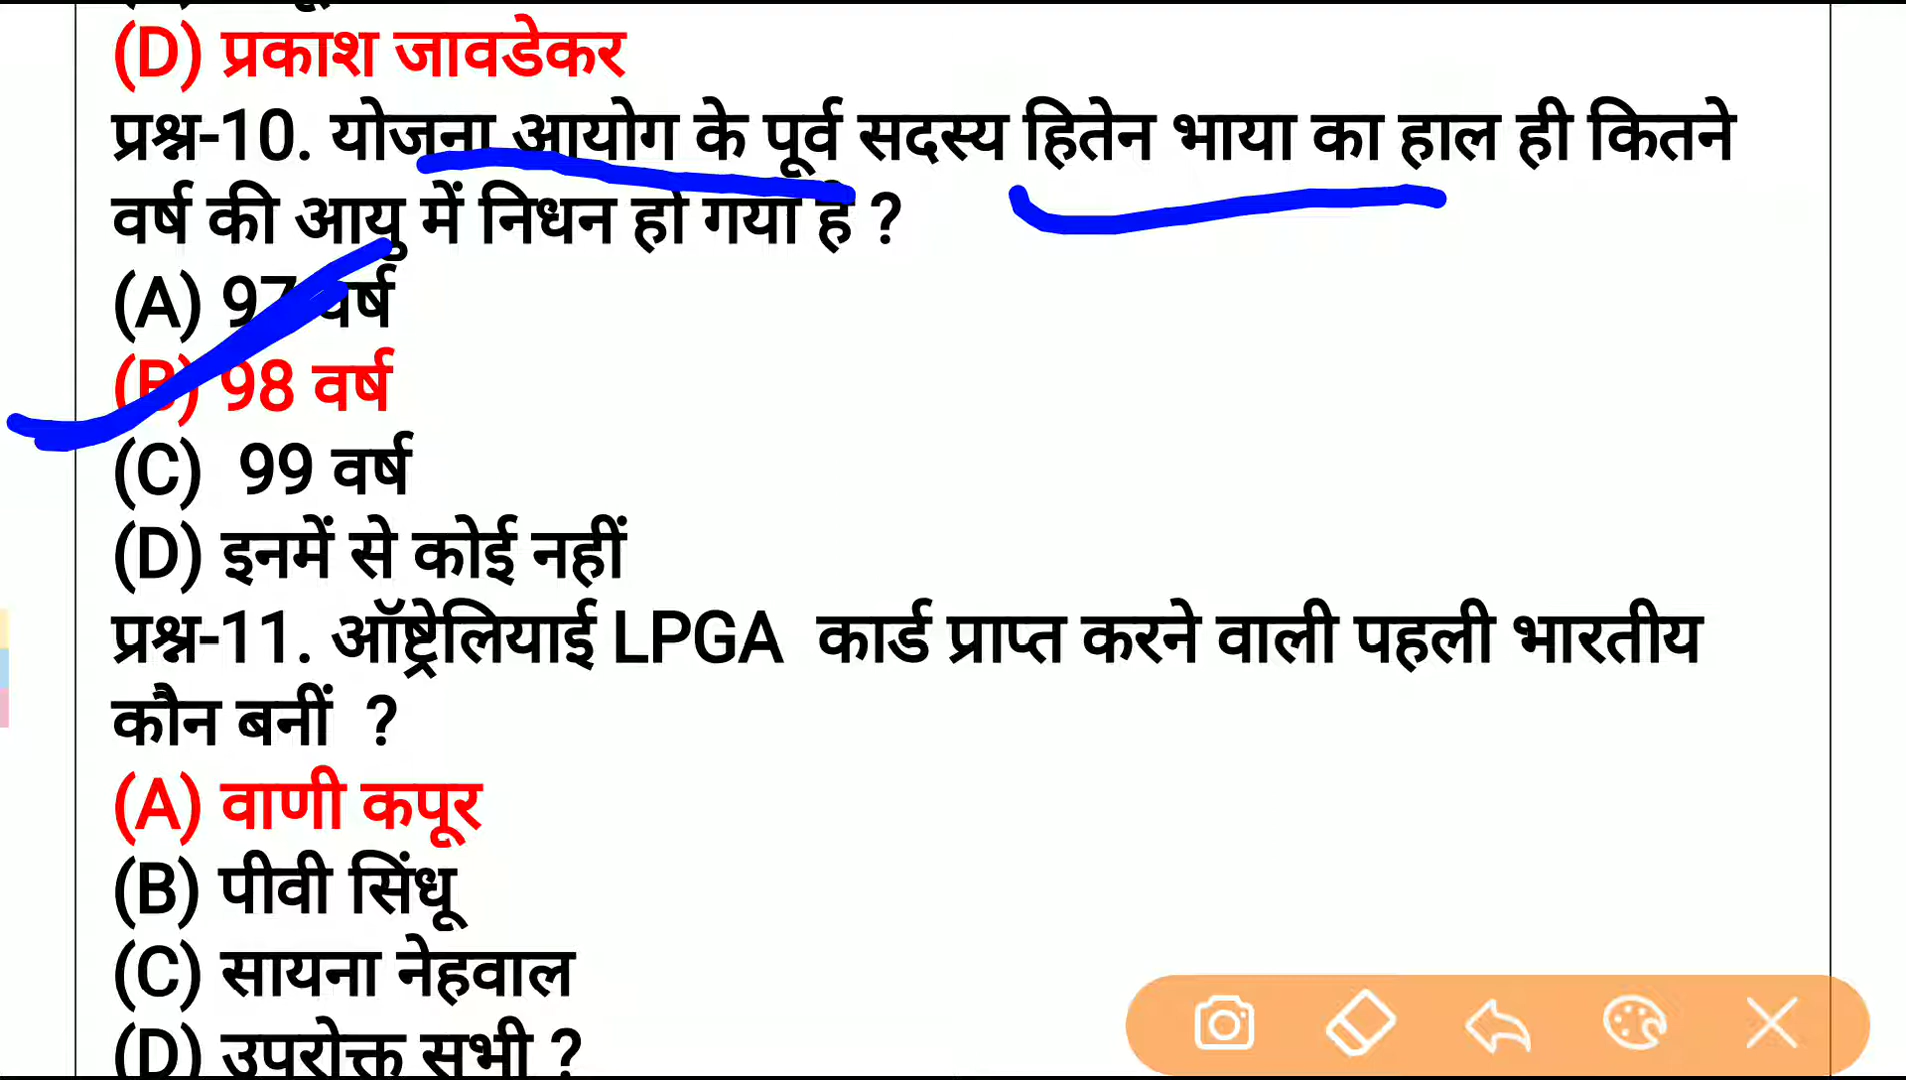 (D) प्रकाश जावडेकर
प्रश्न-10. योजना आयोग के पूर्व सदस्य हितेन भाया का हाल ही कितने
वर्ष की आयु में निधन हो गया है ?
(A) 97 वर्ष
(B) 98 वर्ष
(C) 99 वर्ष
(D) इनमें से कोई नहीं
प्रश्न-11. ऑष्ट्रेलियाई LPGA कार्ड प्राप्त करने वाली पहली भारतीय
कौन बनीं ?
(A) वाणी कपूर
(B) पीवी सिंधू
(C) सायना नेहवाल
(D) उपरोक्त सभी ?